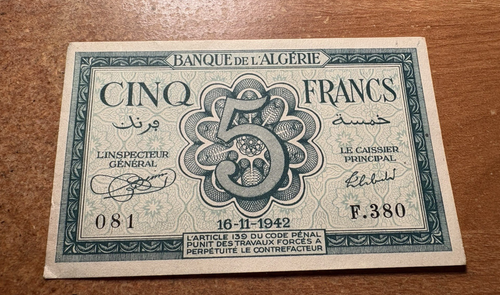 BANQUE DE L'ALGÉRIE
CINQ 5 FRANCS
خمسة فرنك
L'INSPECTEUR
GÉNÉRAL
LE CAISSIER
PRINCIPAL
081
16-11-1942
F.380
L'ARTICLE 139 DU CODE PÉNAL
PUNIT DES TRAVAUX FORCÉS À
PERPÉTUITÉ LE CONTREFACTEUR